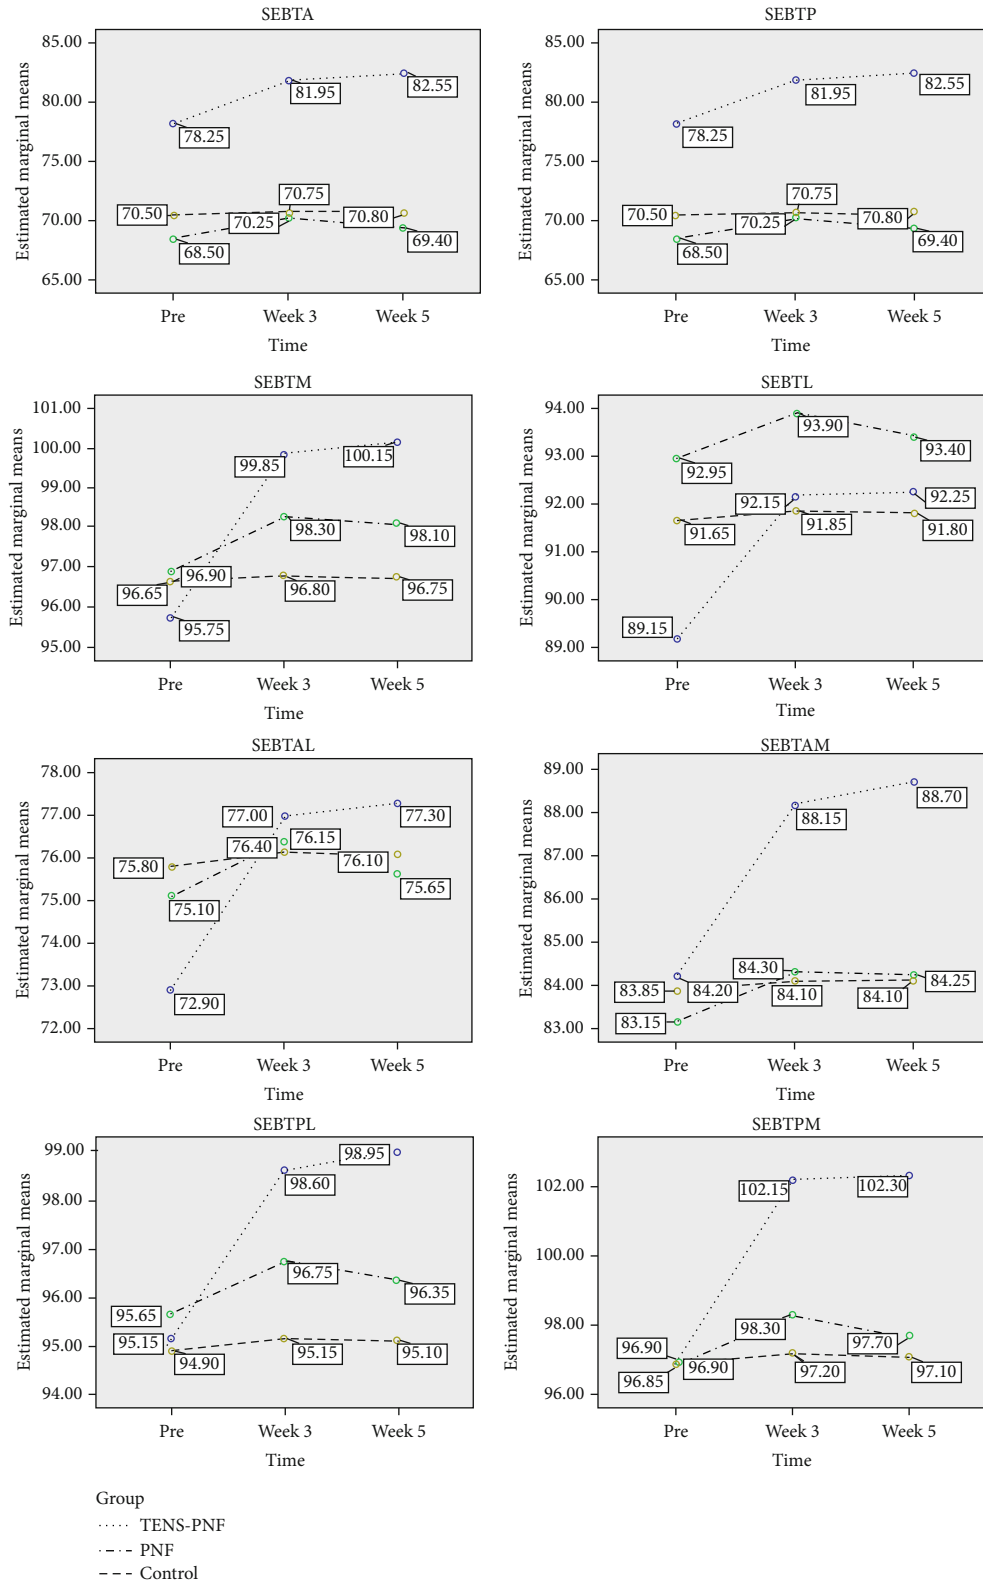 SEBTA
Estimated marginal means
85.00
80.00
75.00
70.00
65.00
78.25
81.95
82.55
70.50
70.75
70.80
68.50
70.25
69.40
Pre
Week 3
Week 5
Time
SEBTP
Estimated marginal means
85.00
80.00
75.00
70.00
65.00
78.25
81.95
82.55
70.50
70.75
70.80
68.50
70.25
69.40
Pre
Week 3
Week 5
Time
SEBTM
Estimated marginal means
101.00
100.00
99.00
98.00
97.00
96.00
95.00
99.85
100.15
98.30
98.10
96.65
96.90
96.80
96.75
95.75
Pre
Week 3
Week 5
Time
SEBTL
Estimated marginal means
94.00
93.00
92.00
91.00
90.00
89.00
93.90
93.40
92.95
92.15
92.25
91.65
91.85
91.80
89.15
Pre
Week 3
Week 5
Time
SEBTAL
Estimated marginal means
78.00
77.00
76.00
75.00
74.00
73.00
72.00
77.00
77.30
76.15
76.40
75.80
76.10
75.10
75.65
72.90
Pre
Week 3
Week 5
Time
SEBTAM
Estimated marginal means
89.00
88.00
87.00
86.00
85.00
84.00
83.00
88.15
88.70
84.30
84.25
83.85
84.20
84.10
84.10
83.15
Pre
Week 3
Week 5
Time
SEBTPL
Estimated marginal means
99.00
98.00
97.00
96.00
95.00
94.00
98.95
98.60
96.75
96.35
95.65
95.15
94.90
95.15
95.10
Pre
Week 3
Week 5
Time
SEBTPM
Estimated marginal means
102.00
100.00
98.00
96.00
102.15
102.30
98.30
97.70
96.90
96.85
96.90
97.20
97.10
Pre
Week 3
Week 5
Time
Group
TENS-PNF
PNF
Control